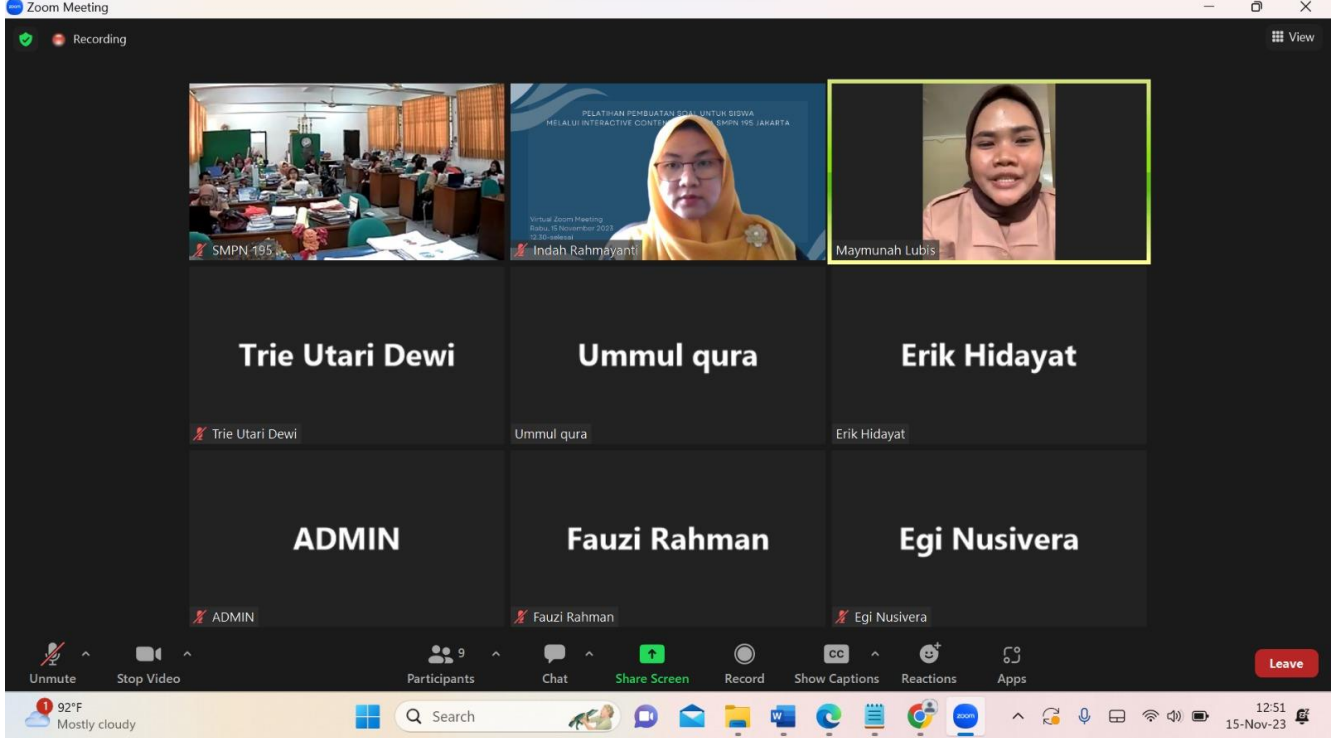 Zoom Meeting
Recording
View
SMPN 195
PELATIHAN PEMBUATAN SOAL UNTUK SISWA
MELALUI INTERACTIVE SMPN 195 JAKARTA
Virtual Zoom Meeting
Rabu, 15 November 2023
12.30-selesai
Indah Rahmayanti
Maymunah Lubis
Trie Utari Dewi
Trie Utari Dewi
Ummul qura
Ummul qura
Erik Hidayat
Erik Hidayat
ADMIN
ADMIN
Fauzi Rahman
Fauzi Rahman
Egi Nusivera
Egi Nusivera
Unmute
Stop Video
9
Participants
Chat
Share Screen
Record
CC
Show Captions
Reactions
Apps
Leave
1
92°F
Mostly cloudy
Search
zoom
12:51
15-Nov-23